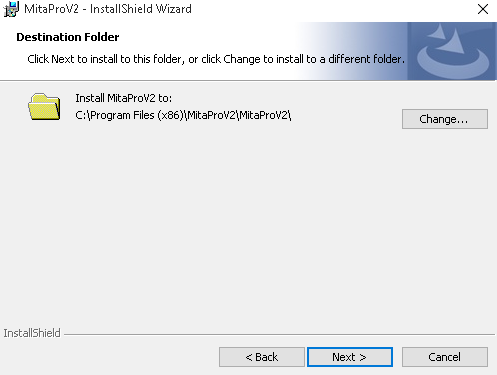 MitaProV2 - InstallShield Wizard
Destination Folder
Click Next to install to this folder, or click Change to install to a different folder.
Install MitaProV2 to:
C:\Program Files (x86)\MitaProV2\MitaProV2\
Change...
InstallShield
< Back
Next >
Cancel